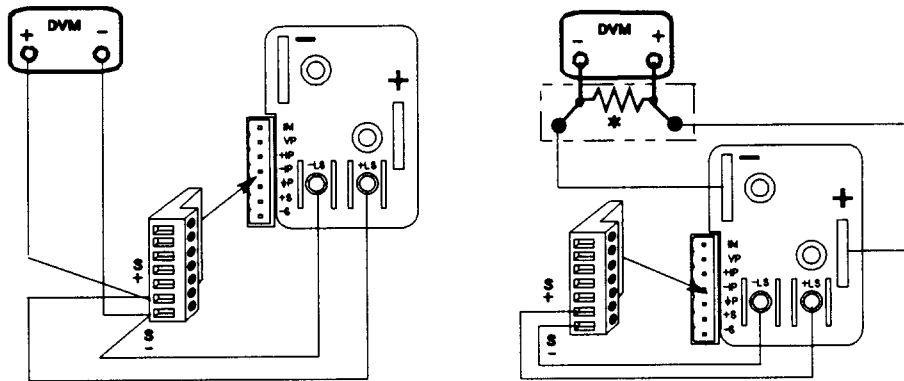 DVM
+ -
-
+
IM
VP
+IP
-IP
⏚P
+S
-S
-LS +LS
S +
S -
DVM
- +
*
-
+
IM
VP
+IP
-IP
⏚P
+S
-S
-LS +LS
S +
S -